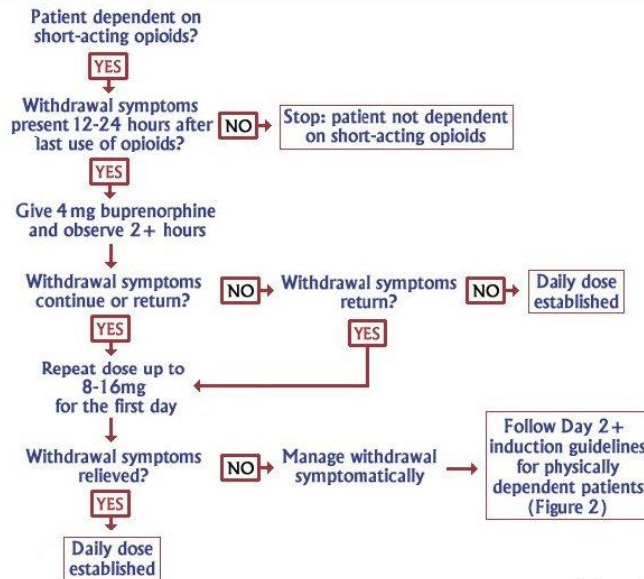 Patient dependent on
short-acting opioids?
YES
Withdrawal symptoms
present 12-24 hours after
last use of opioids?
NO
Stop: patient not dependent
on short-acting opioids
YES
Give 4mg buprenorphine
and observe 2+ hours
Withdrawal symptoms
continue or return?
NO
Withdrawal symptoms
return?
NO
Daily dose
established
YES
YES
Repeat dose up to
8-16mg
for the first day
Withdrawal symptoms
relieved?
NO
Manage withdrawal
symptomatically
Follow Day 2+
induction guidelines
for physically
dependent patients
(Figure 2)
YES
Daily dose
established